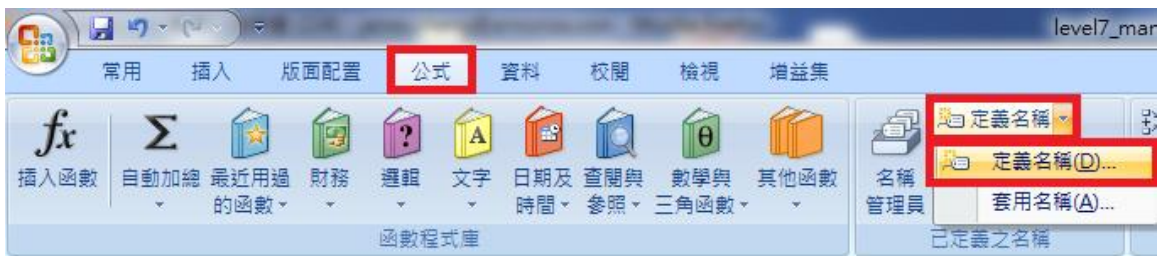 level7_mar
常用 插入 版面配置 公式 資料 校閱 檢視 增益集
fx Σ ? A θ 定義名稱
插入函數 自動加總 最近用過的函數 財務 邏輯 文字 日期及時間 查閱與參照 數學與三角函數 其他函數 名稱管理員
定義名稱(D)...
套用名稱(A)...
函數程式庫 已定義之名稱